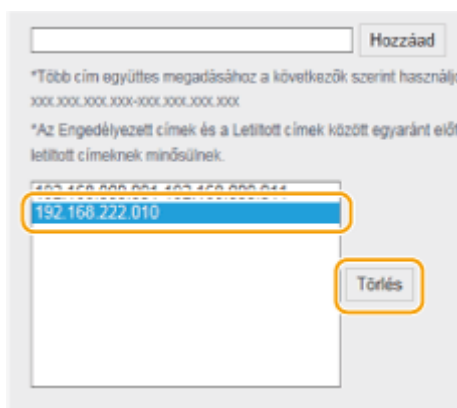 Hozzáad
*Több cím együttes megadásához a következők szerint használj
xxx.xxx.xxx.xxx-xxx.xxx.xxx.xxx
*Az Engedélyezett címek és a Letiltott címek között egyaránt előf
letiltott címeknek minősülnek.
192.168.222.010
Törlés